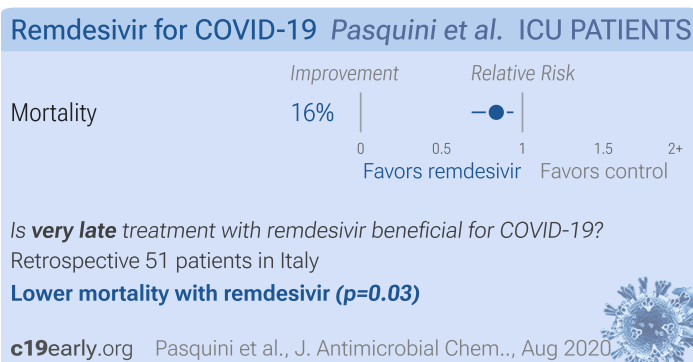 Remdesivir for COVID-19 Pasquini et al. ICU PATIENTS
Improvement Relative Risk
Mortality 16%
0 0.5 1 1.5 2+
Favors remdesivir Favors control
Is very late treatment with remdesivir beneficial for COVID-19?
Retrospective 51 patients in Italy
Lower mortality with remdesivir (p=0.03)
c19early.org Pasquini et al., J. Antimicrobial Chem.., Aug 2020